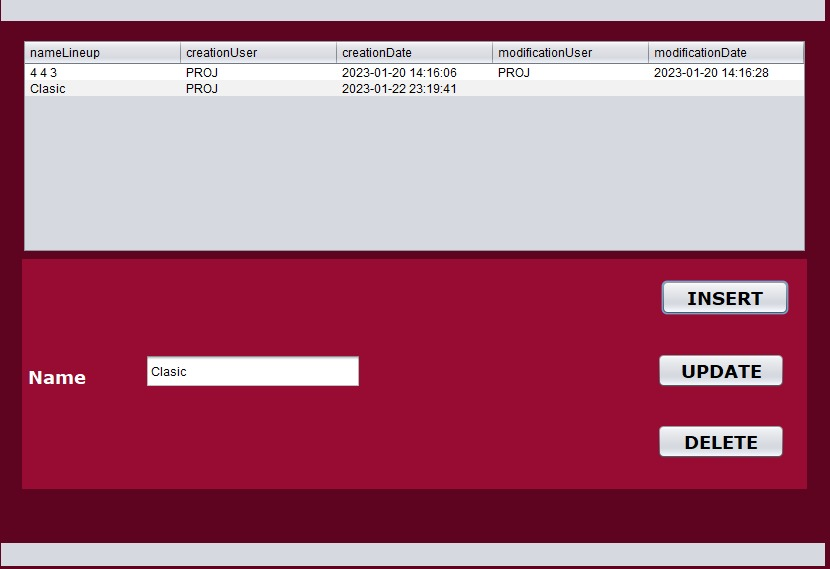 nameLineup creationUser creationDate modificationUser modificationDate
4 4 3 PROJ 2023-01-20 14:16:06 PROJ 2023-01-20 14:16:28
Clasic PROJ 2023-01-22 23:19:41
INSERT
Name Clasic UPDATE
DELETE